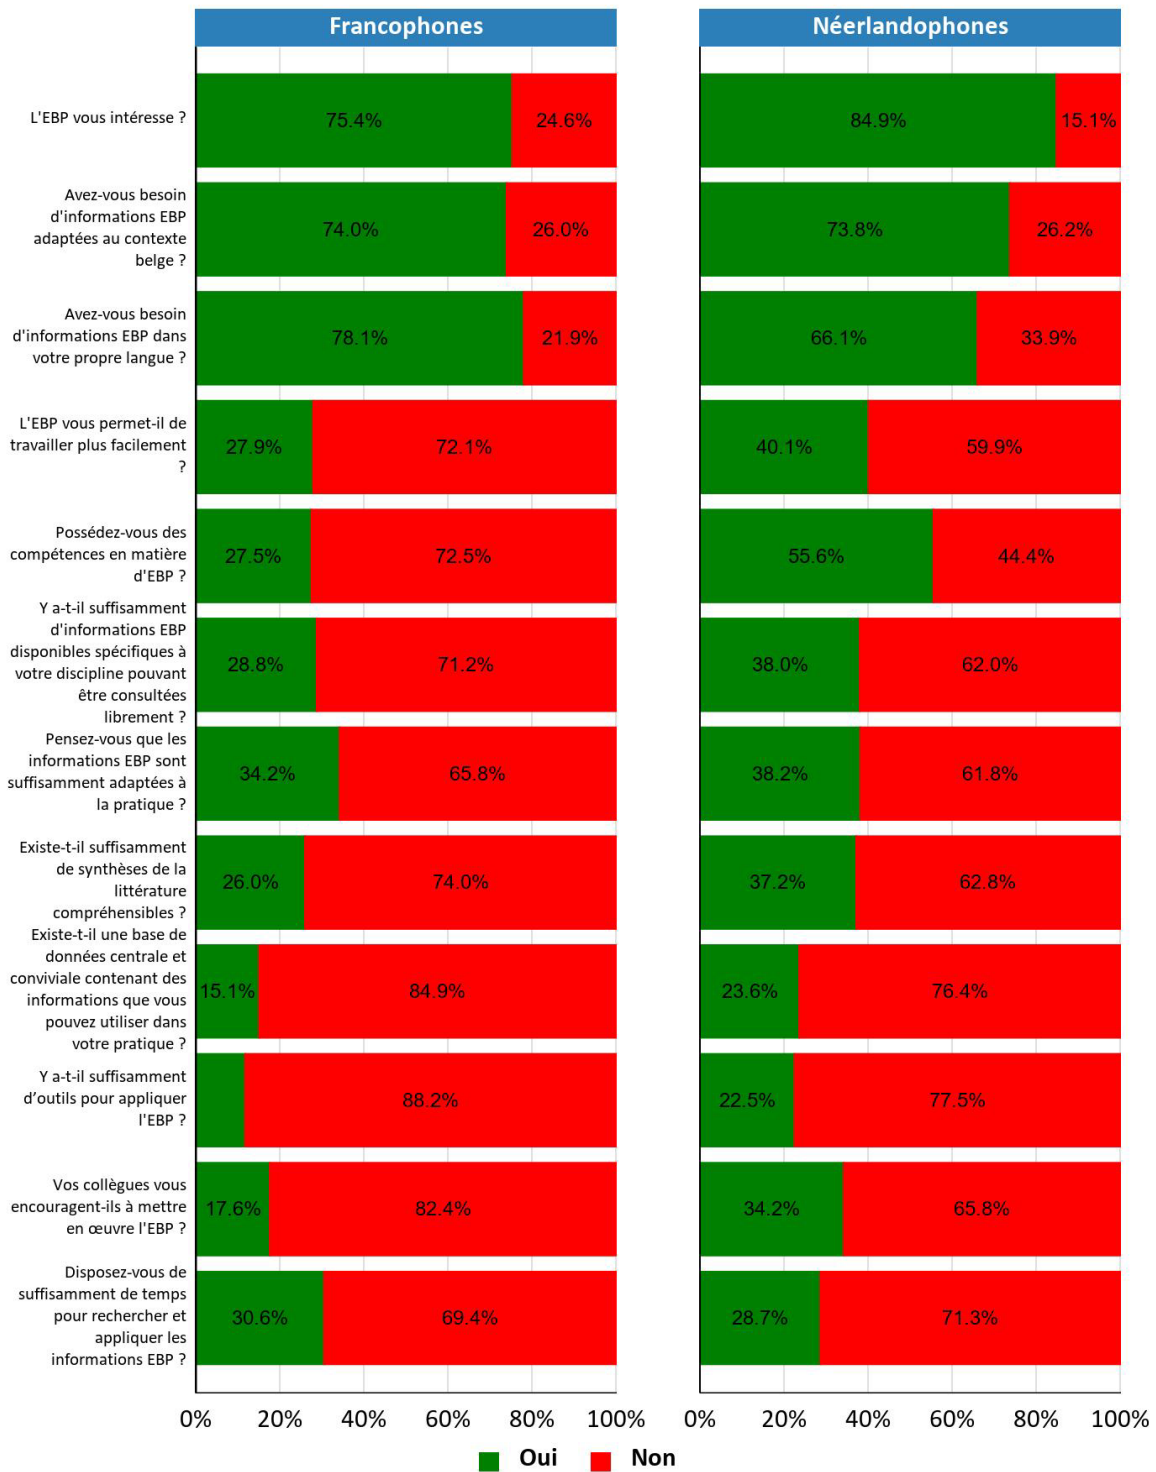 Francophones
Néerlandophones
L'EBP vous intéresse ?
75.4%
24.6%
84.9%
15.1%
Avez-vous besoin
d'informations EBP
adaptées au contexte
belge ?
74.0%
26.0%
73.8%
26.2%
Avez-vous besoin
d'informations EBP dans
votre propre langue ?
78.1%
21.9%
66.1%
33.9%
L'EBP vous permet-il de
travailler plus facilement
?
27.9%
72.1%
40.1%
59.9%
Possédez-vous des
compétences en matière
d'EBP ?
27.5%
72.5%
55.6%
44.4%
Y a-t-il suffisamment
d'informations EBP
disponibles spécifiques à
votre discipline pouvant
être consultées
librement ?
28.8%
71.2%
38.0%
62.0%
Pensez-vous que les
informations EBP sont
suffisamment adaptées à
la pratique ?
34.2%
65.8%
38.2%
61.8%
Existe-t-il suffisamment
de synthèses de la
littérature
compréhensibles ?
26.0%
74.0%
37.2%
62.8%
Existe-t-il une base de
données centrale et
conviviale contenant des
informations que vous
pouvez utiliser dans
votre pratique ?
15.1%
84.9%
23.6%
76.4%
Y a-t-il suffisamment
d’outils pour appliquer
l'EBP ?
88.2%
22.5%
77.5%
Vos collègues vous
encouragent-ils à mettre
en œuvre l'EBP ?
17.6%
82.4%
34.2%
65.8%
Disposez-vous de
suffisamment de temps
pour rechercher et
appliquer les
informations EBP ?
30.6%
69.4%
28.7%
71.3%
0% 20% 40% 60% 80% 100%
0% 20% 40% 60% 80% 100%
Oui Non